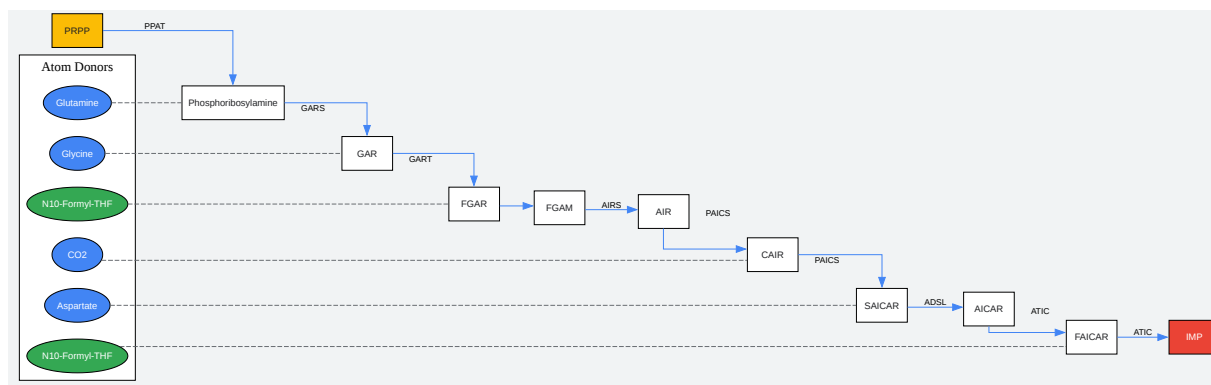 PRPP
PPAT
Atom Donors
Glutamine
Phosphoribosylamine
GARS
Glycine
GAR
GART
N10-Formyl-THF
FGAR
FGAM
AIRS
AIR
PAICS
CO2
CAIR
PAICS
Aspartate
SAICAR
ADSL
AICAR
ATIC
N10-Formyl-THF
FAICAR
ATIC
IMP